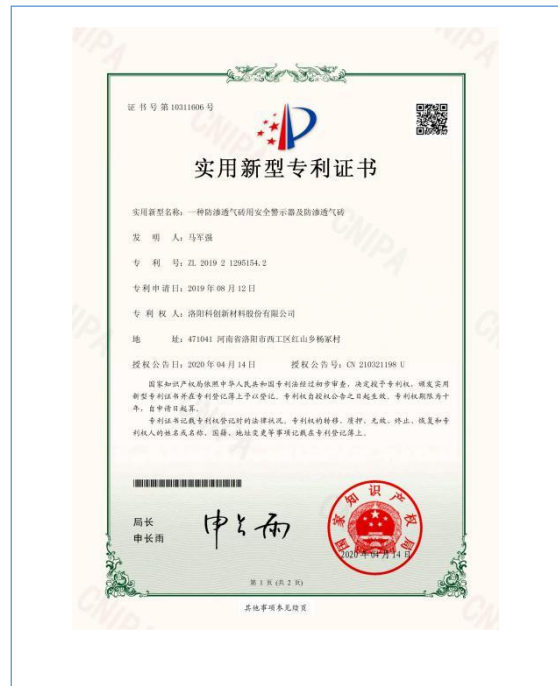 证书号第10311606号
实用新型专利证书
实用新型名称：一种防渗透气砖用安全警示器及防渗透气砖
发 明 人：马军强
专 利 号：ZL 2019 2 1295154.2
专利申请日：2019年08月12日
专 利 权 人：洛阳科创新材料股份有限公司
地 址：471041 河南省洛阳市西工区红山乡杨冢村
授权公告日：2020年04月14日 授权公告号：CN 210321198 U
国家知识产权局依照中华人民共和国专利法经过初步审查，决定授予专利权，颁发实用
新型专利证书并在专利登记簿上予以登记。专利权自授权公告之日起生效。专利权期限为十
年，自申请日起算。
专利证书记载专利权登记时的法律状况。专利权的转移、质押、无效、终止、恢复和专
利权人的姓名或名称、国籍、地址变更等事项记载在专利登记簿上。
局长
申长雨
申长雨
国家知识产权局
2020年04月14日
第 1 页 (共 2 页)
其他事项参见续页
CNIPA
CNIPA
CNIPA